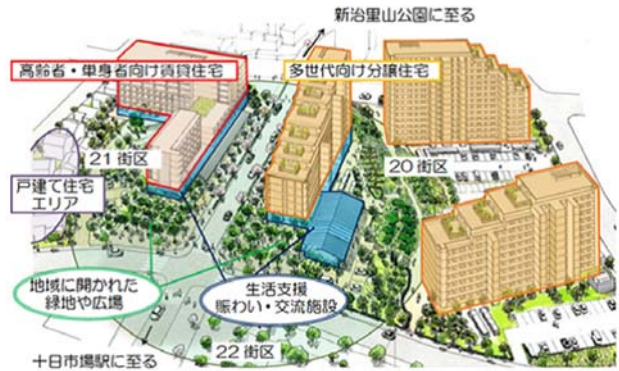 新治里山公園に至る
高齢者・単身者向け賃貸住宅
多世代向け分譲住宅
21街区
20街区
戸建て住宅
エリア
地域に開かれた
緑地や広場
生活支援
賑わい・交流施設
22街区
十日市場駅に至る